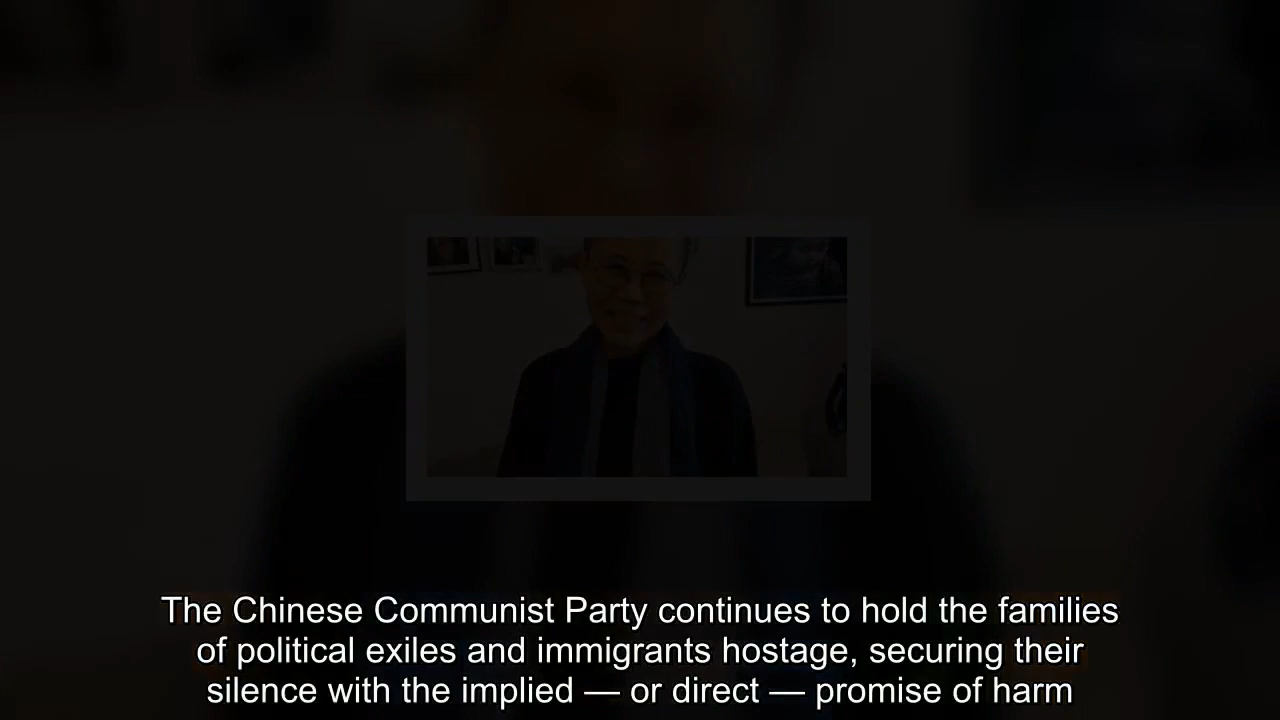 The Chinese Communist Party continues to hold the families
of political exiles and immigrants hostage, securing their
silence with the implied — or direct — promise of harm